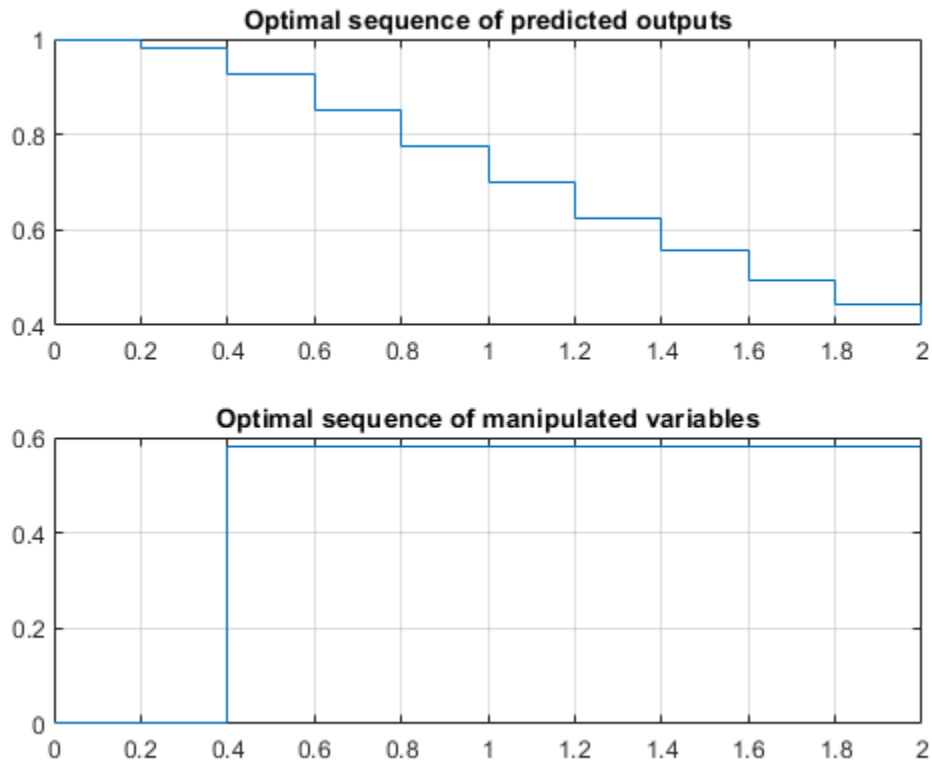 Optimal sequence of predicted outputs
1
0.8
0.6
0.4
0 0.2 0.4 0.6 0.8 1 1.2 1.4 1.6 1.8 2
Optimal sequence of manipulated variables
0.6
0.4
0.2
0
0 0.2 0.4 0.6 0.8 1 1.2 1.4 1.6 1.8 2